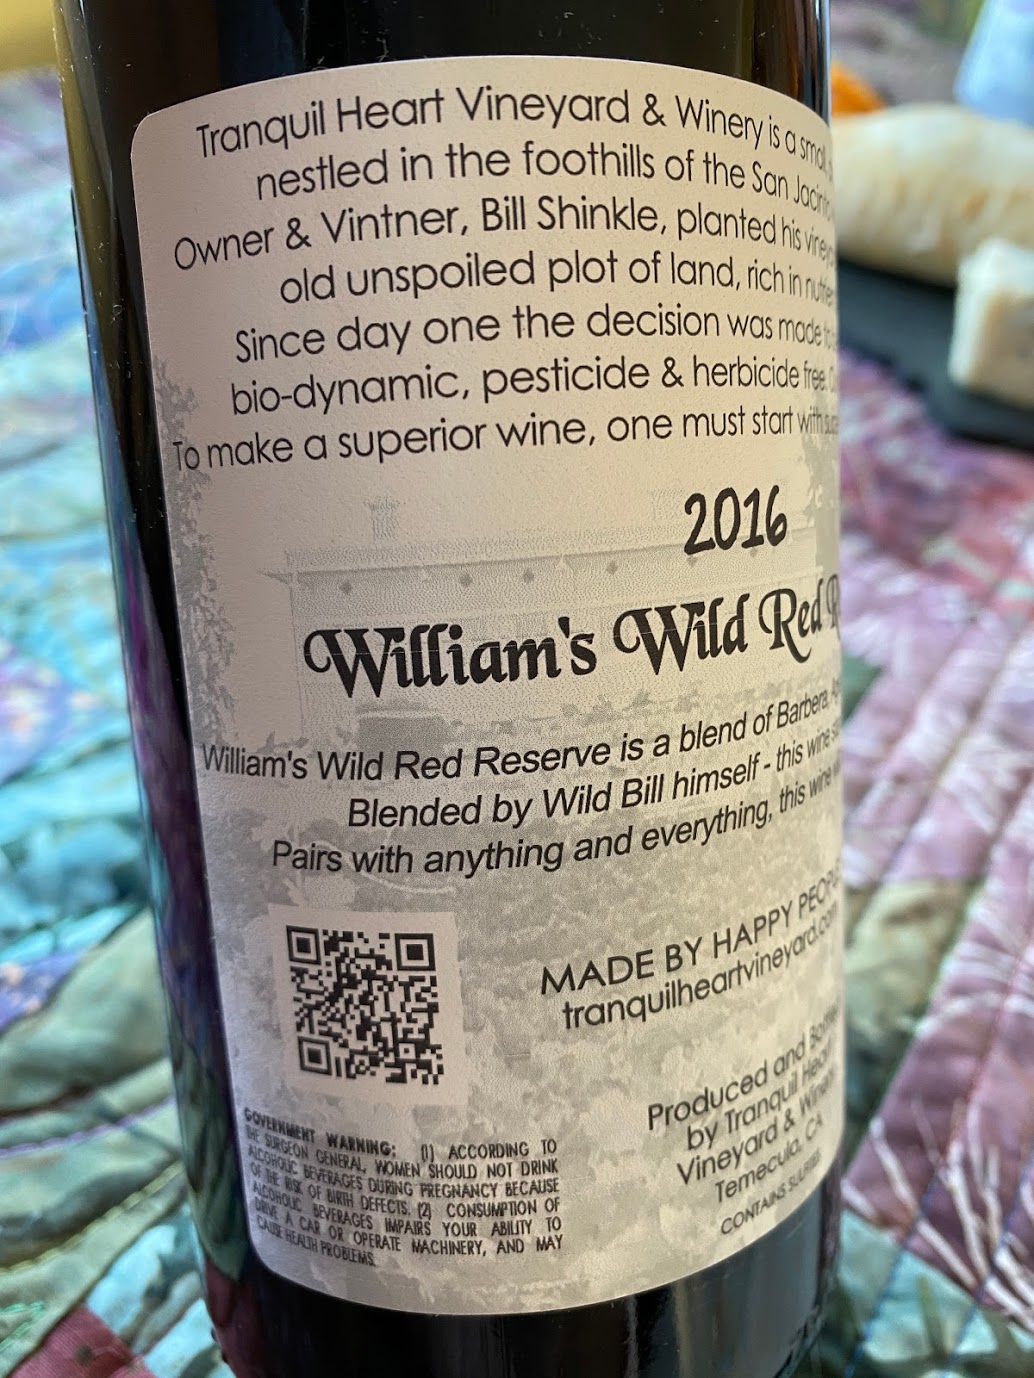 Tranquil Heart Vineyard & Winery is a small
nestled in the foothills of the San Jacinto
Owner & Vintner, Bill Shinkle, planted his
old unspoiled plot of land, rich in
Since day one the decision was made
bio-dynamic, pesticide & herbicide free.
To make a superior wine, one must start with
2016
William's Wild Red
William's Wild Red Reserve is a blend of Barbera,
Blended by Wild Bill himself - this wine
Pairs with anything and everything, this wine
MADE BY HAPPY PEOPLE
tranquilheartvineyard.com
Produced and
by Tranquil Heart
Vineyard & Winery
Temecula, CA
CONTAINS SULFITES
GOVERNMENT WARNING: (1) ACCORDING TO
THE SURGEON GENERAL, WOMEN SHOULD NOT DRINK
ALCOHOLIC BEVERAGES DURING PREGNANCY BECAUSE
OF THE RISK OF BIRTH DEFECTS. (2) CONSUMPTION OF
ALCOHOLIC BEVERAGES IMPAIRS YOUR ABILITY TO
DRIVE A CAR OR OPERATE MACHINERY, AND MAY
CAUSE HEALTH PROBLEMS.